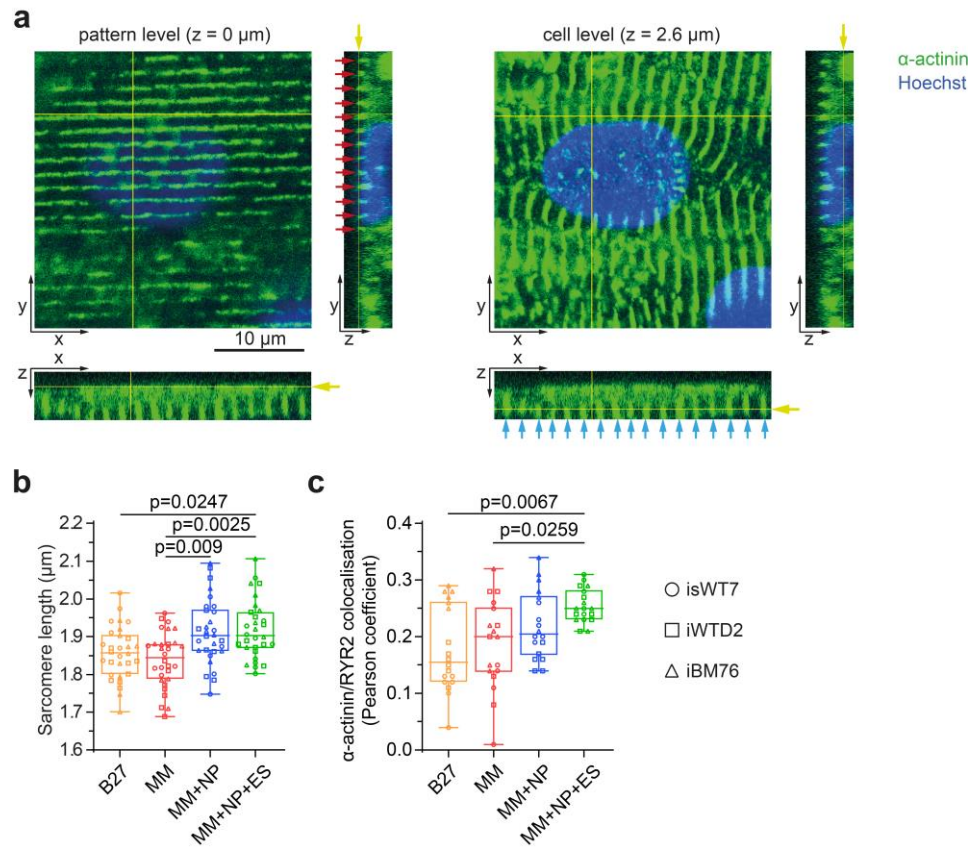 a
pattern level (z = 0 µm)
cell level (z = 2.6 µm)
α-actinin
Hoechst
y
x
z
y
x
z
10 µm
x
z
x
z
b
c
p=0.0247
p=0.0025
p=0.009
Sarcomere length (µm)
2.2
2.1
2.0
1.9
1.8
1.7
1.6
B27
MM
MM+NP
MM+NP+ES
p=0.0067
p=0.0259
α-actinin/RYR2 colocalisation
(Pearson coefficient)
0.4
0.3
0.2
0.1
0.0
B27
MM
MM+NP
MM+NP+ES
isWT7
iWTD2
iBM76